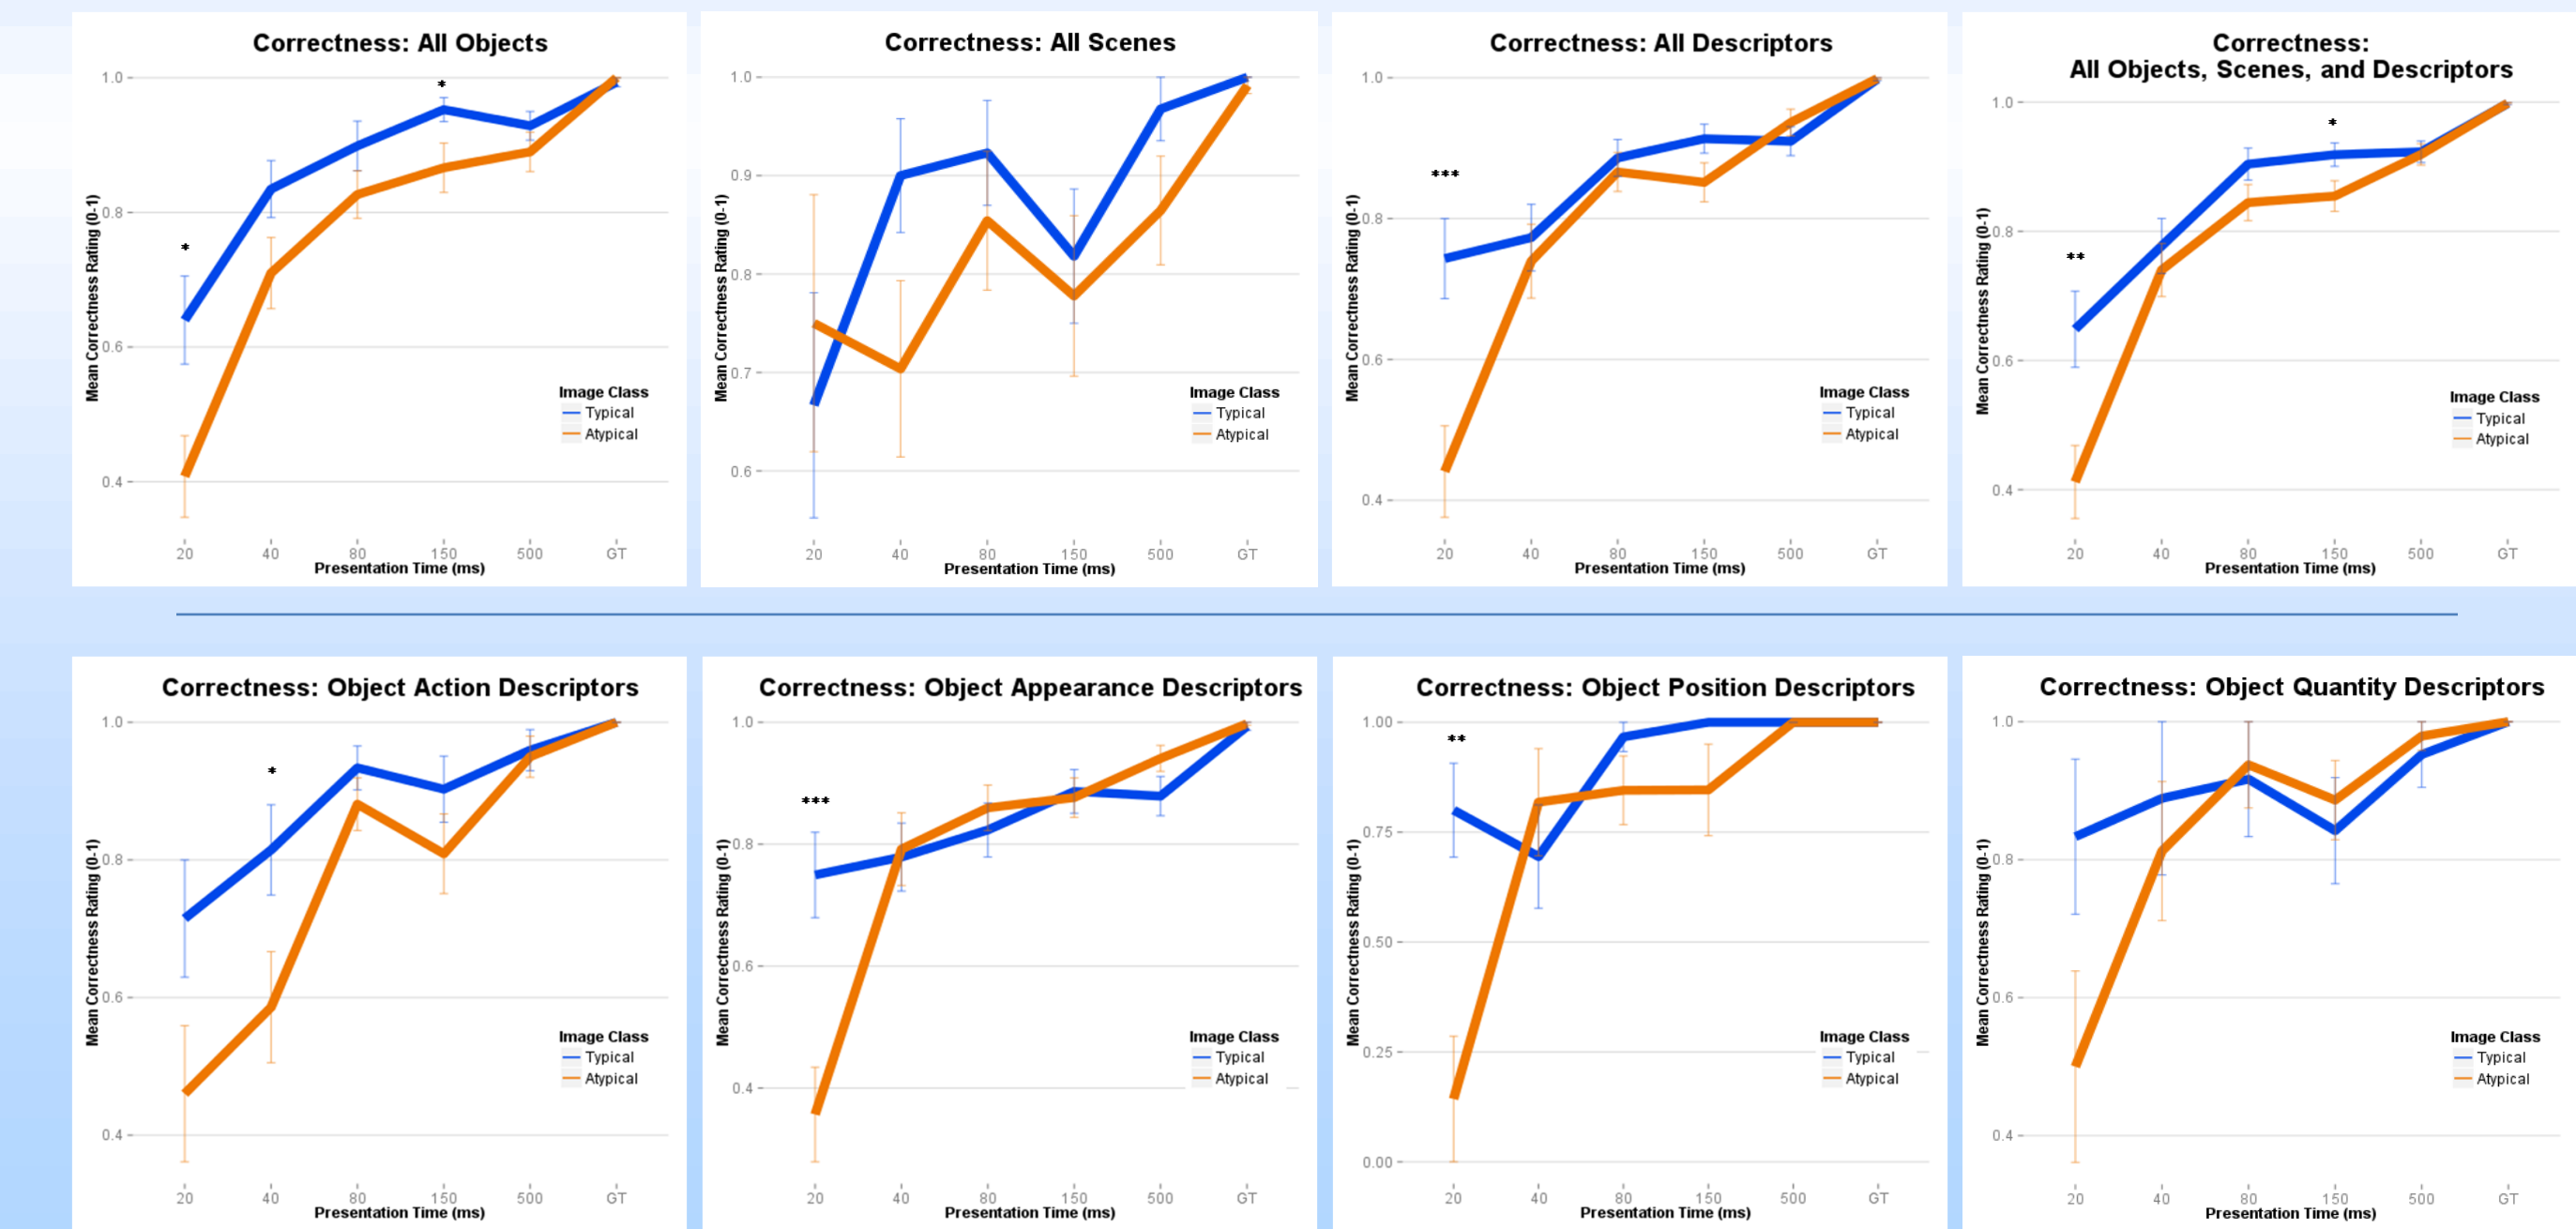 Correctness: All Objects
*
*
1.0
0.8
0.6
0.4
Mean Correctness Rating (0-1)
Image Class
Typical
Atypical
20 40 80 150 500 GT
Presentation Time (ms)
Correctness: All Scenes
1.0
0.9
0.8
0.7
0.6
Mean Correctness Rating (0-1)
Image Class
Typical
Atypical
20 40 80 150 500 GT
Presentation Time (ms)
Correctness: All Descriptors
***
1.0
0.8
0.6
0.4
Mean Correctness Rating (0-1)
Image Class
Typical
Atypical
20 40 80 150 500 GT
Presentation Time (ms)
Correctness:
All Objects, Scenes, and Descriptors
*
**
1.0
0.8
0.6
0.4
Mean Correctness Rating (0-1)
Image Class
Typical
Atypical
20 40 80 150 500 GT
Presentation Time (ms)
Correctness: Object Action Descriptors
*
1.0
0.8
0.6
0.4
Mean Correctness Rating (0-1)
Image Class
Typical
Atypical
20 40 80 150 500 GT
Presentation Time (ms)
Correctness: Object Appearance Descriptors
***
1.0
0.8
0.6
0.4
Mean Correctness Rating (0-1)
Image Class
Typical
Atypical
20 40 80 150 500 GT
Presentation Time (ms)
Correctness: Object Position Descriptors
**
1.00
0.75
0.50
0.25
0.00
Mean Correctness Rating (0-1)
Image Class
Typical
Atypical
20 40 80 150 500 GT
Presentation Time (ms)
Correctness: Object Quantity Descriptors
1.0
0.8
0.6
0.4
Mean Correctness Rating (0-1)
Image Class
Typical
Atypical
20 40 80 150 500 GT
Presentation Time (ms)